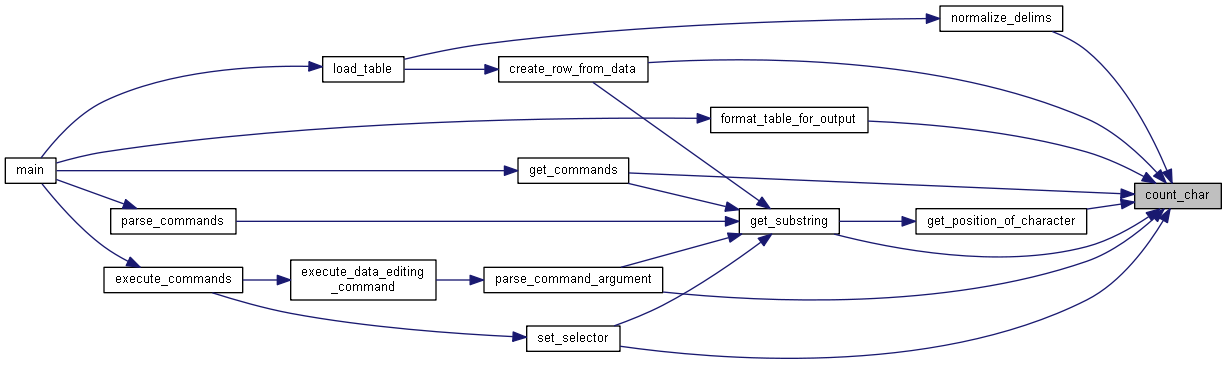 normalize_delims
load_table
create_row_from_data
format_table_for_output
main
get_commands
count_char
parse_commands
get_substring
get_position_of_character
execute_commands
execute_data_editing
_command
parse_command_argument
set_selector